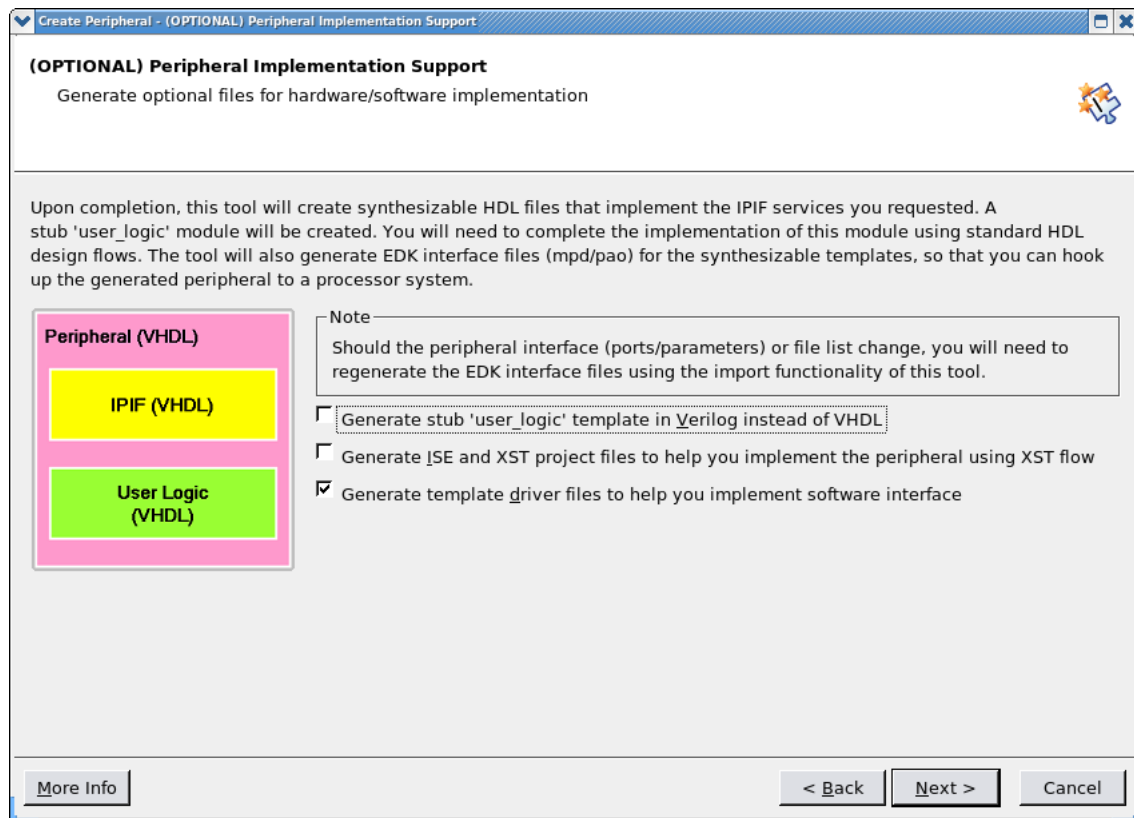 Create Peripheral - (OPTIONAL) Peripheral Implementation Support
(OPTIONAL) Peripheral Implementation Support
Generate optional files for hardware/software implementation
Upon completion, this tool will create synthesizable HDL files that implement the IPIF services you requested. A
stub 'user_logic' module will be created. You will need to complete the implementation of this module using standard HDL
design flows. The tool will also generate EDK interface files (mpd/pao) for the synthesizable templates, so that you can hook
up the generated peripheral to a processor system.
Peripheral (VHDL)
IPIF (VHDL)
User Logic
(VHDL)
Note
Should the peripheral interface (ports/parameters) or file list change, you will need to
regenerate the EDK interface files using the import functionality of this tool.
Generate stub 'user_logic' template in Verilog instead of VHDL
Generate ISE and XST project files to help you implement the peripheral using XST flow
Generate template driver files to help you implement software interface
More Info
< Back
Next >
Cancel